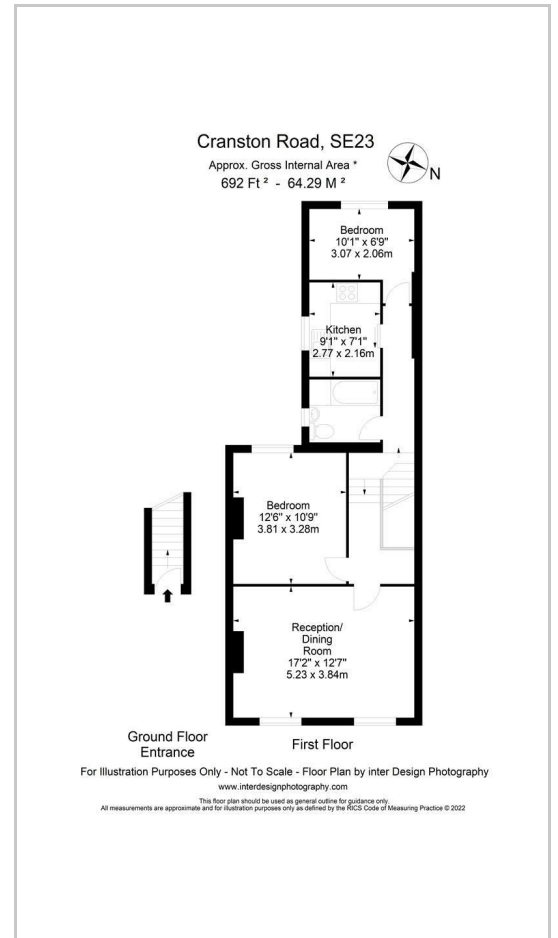 Cranston Road, SE23
Approx. Gross Internal Area *
692 Ft ² - 64.29 M ²
N
Bedroom
10'1" x 6'9"
3.07 x 2.06m
Kitchen
9'1" x 7'1"
2.77 x 2.16m
Bedroom
12'6" x 10'9"
3.81 x 3.28m
Reception/
Dining
Room
17'2" x 12'7"
5.23 x 3.84m
Ground Floor
Entrance
First Floor
For Illustration Purposes Only - Not To Scale - Floor Plan by inter Design Photography
www.interdesignphotography.com
This floor plan should be used as general outline for guidance only.
All measurements are approximate and for illustration purposes only as defined by the RICS Code of Measuring Practice © 2022